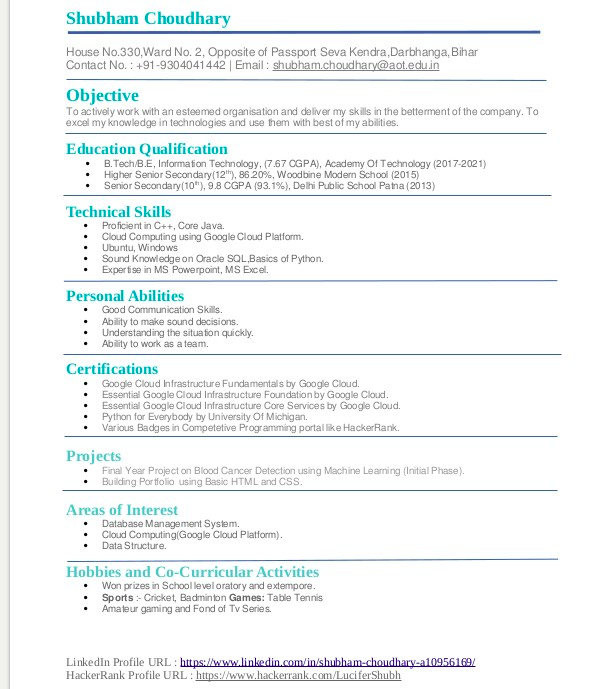 Shubham Choudhary
House No.330,Ward No. 2, Opposite of Passport Seva Kendra,Darbhanga,Bihar
Contact No. : +91-9304041442 | Email : shubham.choudhary@aot.edu.in
Objective
To actively work with an esteemed organisation and deliver my skills in the betterment of the company. To
excel my knowledge in technologies and use them with best of my abilities.
Education Qualification
• B.Tech/B.E, Information Technology, (7.67 CGPA), Academy Of Technology (2017-2021)
• Higher Senior Secondary(12th), 86.20%, Woodbine Modern School (2015)
• Senior Secondary(10th), 9.8 CGPA (93.1%), Delhi Public School Patna (2013)
Technical Skills
• Proficient in C++, Core Java.
• Cloud Computing using Google Cloud Platform.
• Ubuntu, Windows
• Sound Knowledge on Oracle SQL,Basics of Python.
• Expertise in MS Powerpoint, MS Excel.
Personal Abilities
• Good Communication Skills.
• Ability to make sound decisions.
• Understanding the situation quickly.
• Ability to work as a team.
Certifications
• Google Cloud Infrastructure Fundamentals by Google Cloud.
• Essential Google Cloud Infrastructure Foundation by Google Cloud.
• Essential Google Cloud Infrastructure Core Services by Google Cloud.
• Python for Everybody by University Of Michigan.
• Various Badges in Competetive Programming portal like HackerRank.
Projects
• Final Year Project on Blood Cancer Detection using Machine Learning (Initial Phase).
• Building Portfolio using Basic HTML and CSS.
Areas of Interest
• Database Management System.
• Cloud Computing(Google Cloud Platform).
• Data Structure.
Hobbies and Co-Curricular Activities
• Won prizes in School level oratory and extempore.
• Sports :- Cricket, Badminton Games: Table Tennis
• Amateur gaming and Fond of Tv Series.
LinkedIn Profile URL : https://www.linkedin.com/in/shubham-choudhary-a10956169/
HackerRank Profile URL : https://www.hackerrank.com/LuciferShubh